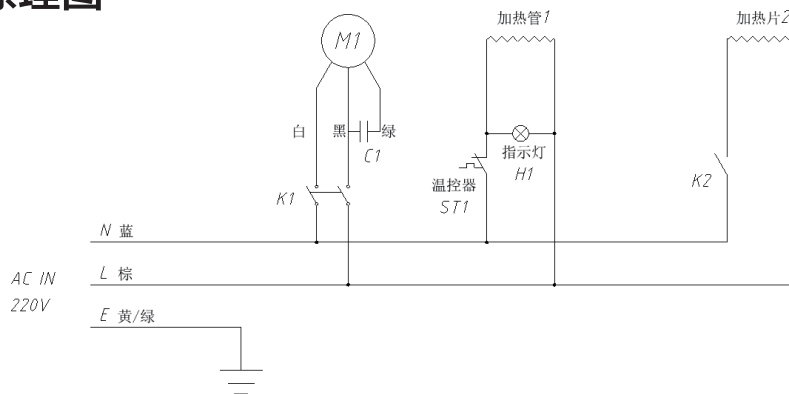 原理图
M1
加热管1
加热片2
白
黑
绿
C1
指示灯
H1
温控器
ST1
K1
K2
N 蓝
L 棕
AC IN
220V
E 黄/绿